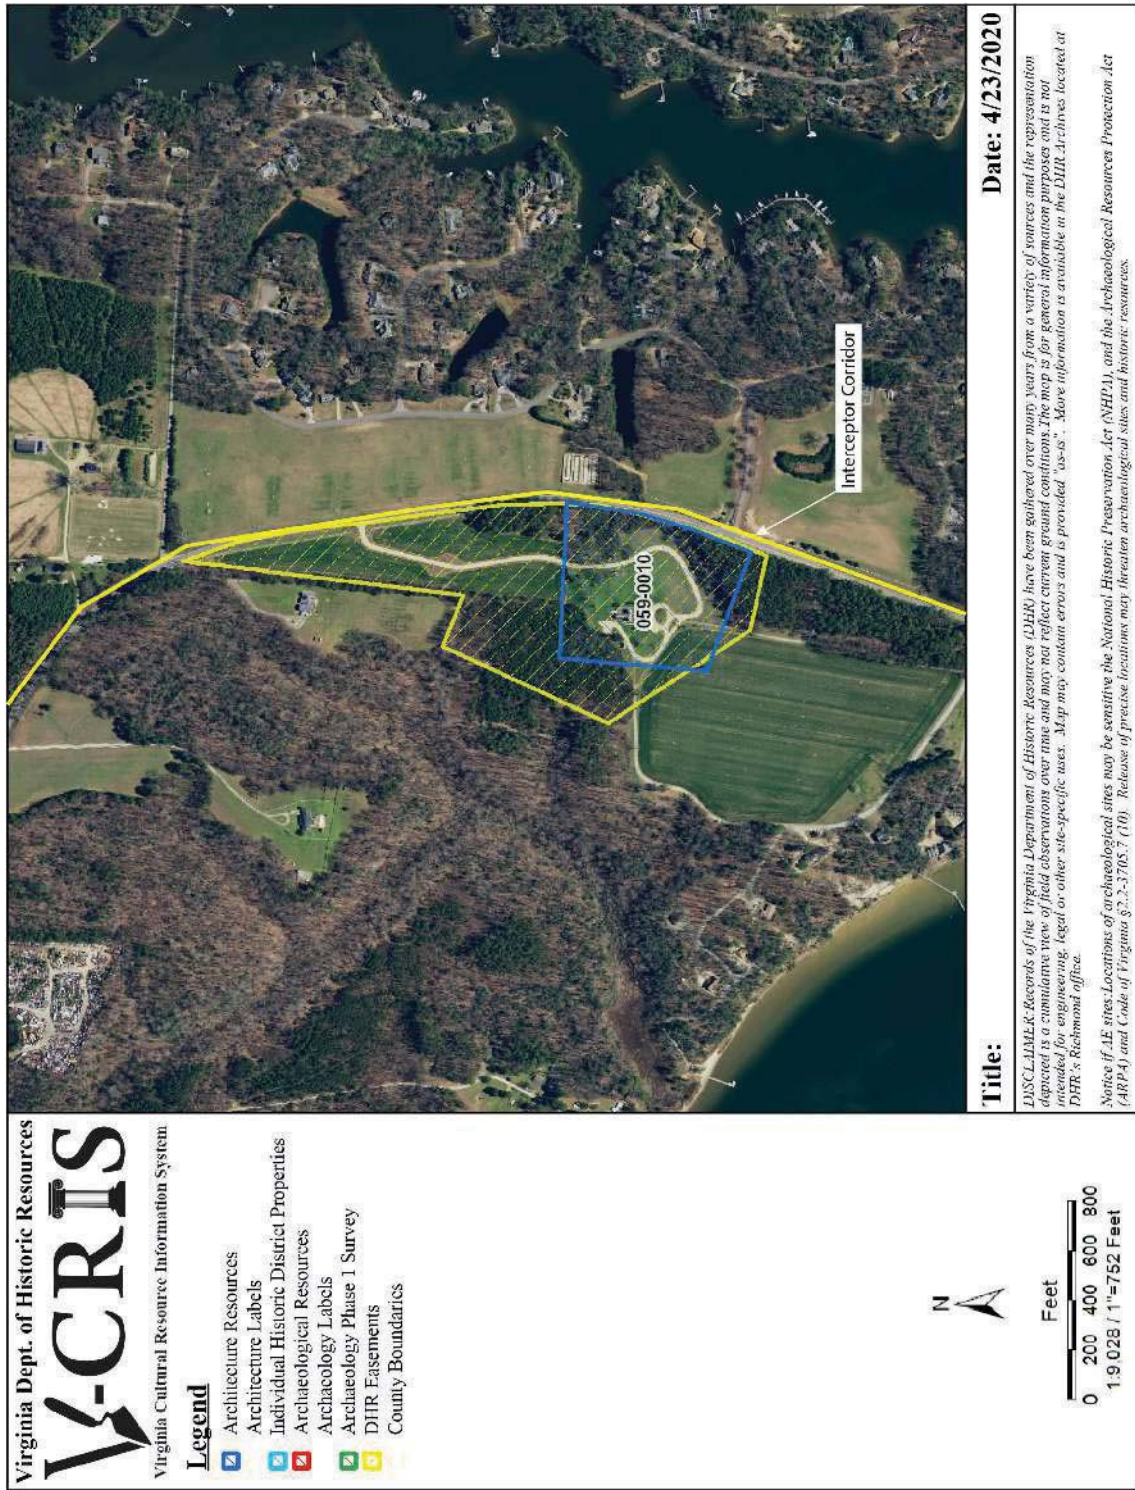 Virginia Dept. of Historic Resources
V-CRIS
Virginia Cultural Resource Information System
Legend
Architecture Resources
Architecture Labels
Individual Historic District Properties
Archaeological Resources
Archaeology Labels
Archaeology Phase 1 Survey
DHR Easements
County Boundaries
N
Feet
0 200 400 600 800
1:9,028 / 1"=752 Feet
059-0010
Interceptor Corridor
Title:
Date: 4/23/2020
DISCLAIMER:Records of the Virginia Department of Historic Resources (DHR) have been gathered over many years from a variety of sources and the representation
depicted is a cumulative view of field observations over time and may not reflect current ground conditions.The map is for general information purposes and is not
intended for engineering, legal or other site-specific uses. Map may contain errors and is provided "as-is". More information is available in the DHR Archives located at
DHR's Richmond office.
Notice if AE sites:Locations of archaeological sites may be sensitive the National Historic Preservation Act (NHPA), and the Archaeological Resources Protection Act
(ARPA) and Code of Virginia §2.2-3705.7 (10). Release of precise locations may threaten archaeological sites and historic resources.